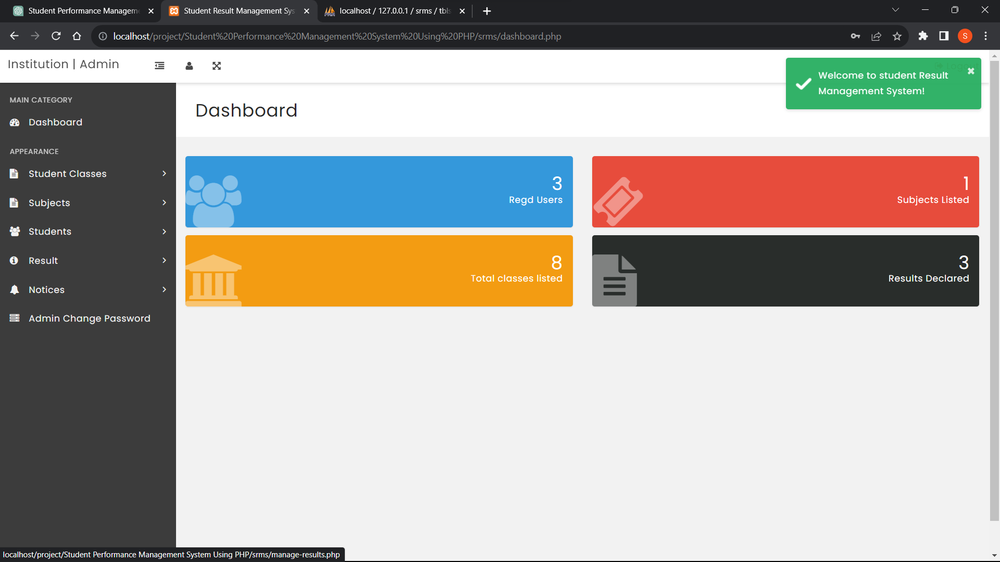 Student Performance Managem
Student Result Management Sys
localhost / 127.0.0.1 / srms / tbls
localhost/project/Student%20Performance%20Management%20System%20Using%20PHP/srms/dashboard.php
S
Institution | Admin
Logout
Welcome to student Result
Management System!
MAIN CATEGORY
Dashboard
Dashboard
APPEARANCE
Student Classes
Subjects
Students
Result
Notices
Admin Change Password
3
Regd Users
1
Subjects Listed
8
Total classes listed
3
Results Declared
localhost/project/Student Performance Management System Using PHP/srms/manage-results.php